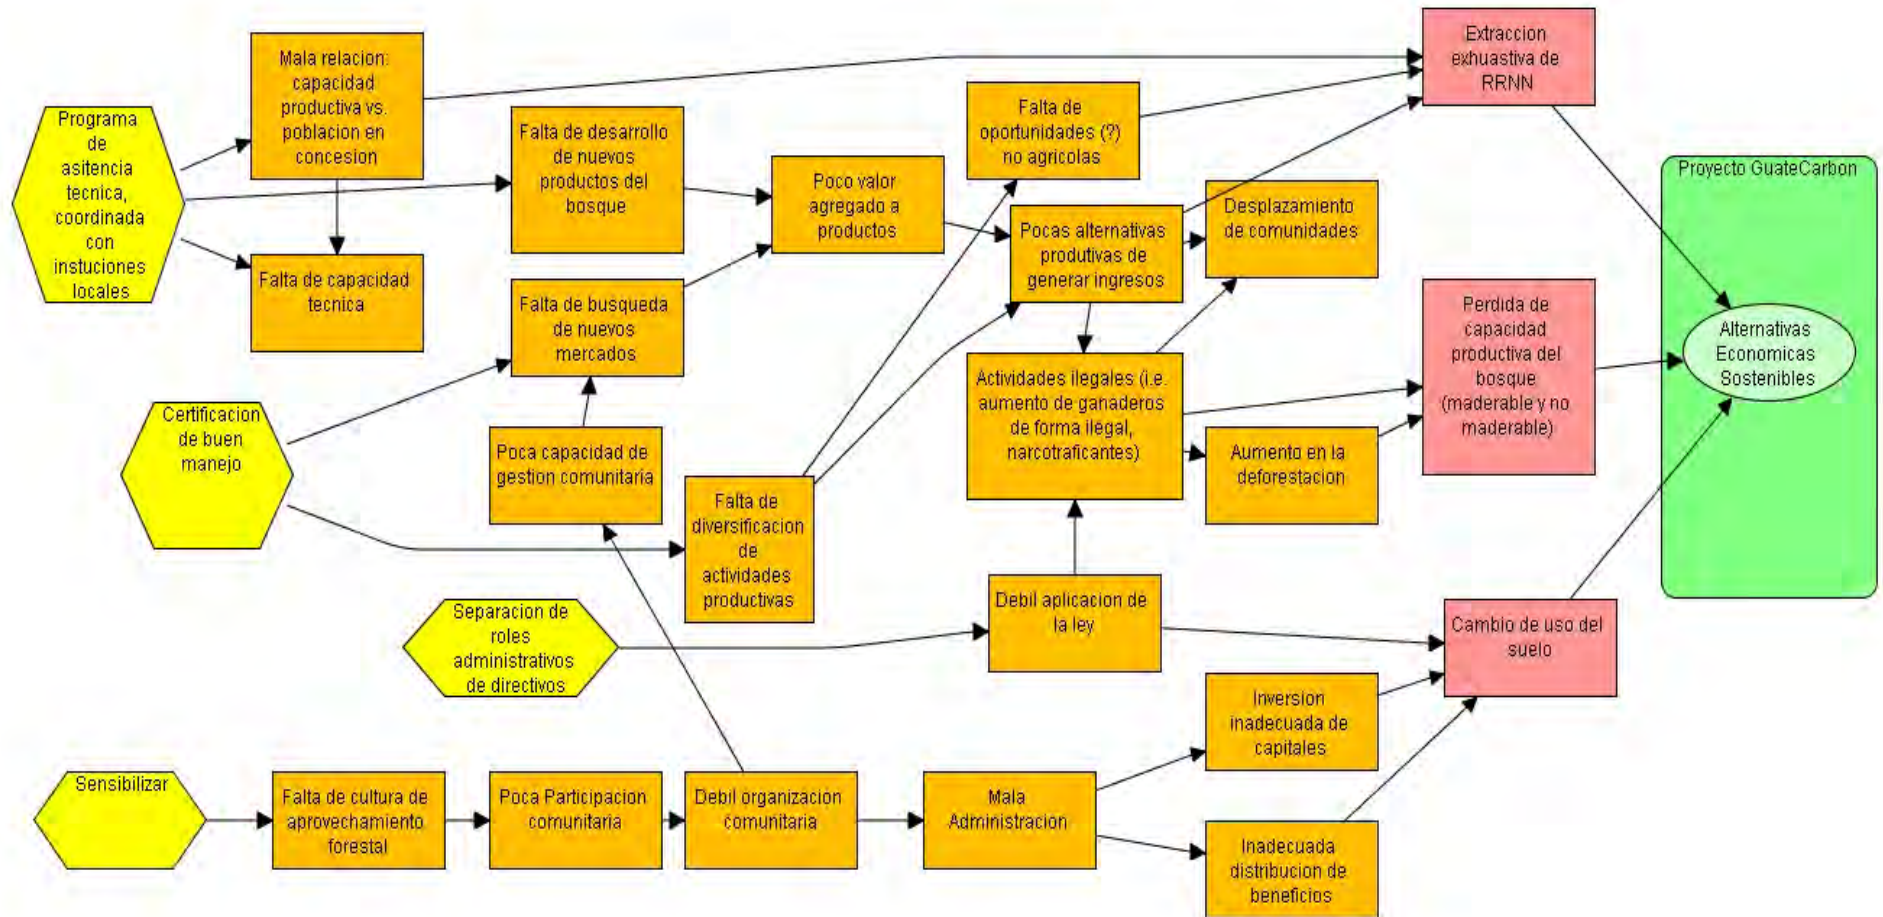 Mala relacion:
capacidad
productiva vs.
poblacion en
concesion
Programa
de
asitencia
tecnica,
coordinada
con
instuciones
locales
Falta de capacidad
tecnica
Falta de desarrollo
de nuevos
productos del
bosque
Falta de busqueda
de nuevos
mercados
Poco valor
agregado a
productos
Falta de
oportunidades (?)
no agricolas
Extraccion
exhuastiva de
RRNN
Pocas alternativas
produtivas de
generar ingresos
Desplazamiento
de comunidades
Proyecto GuateCarbon
Alternativas
Economicas
Sostenibles
Perdida de
capacidad
productiva del
bosque
(maderable y no
maderable)
Actividades ilegales (i.e.
aumento de ganaderos
de forma ilegal,
narcotraficantes)
Aumento en la
deforestacion
Certificacion
de buen
manejo
Poca capacidad de
gestion comunitaria
Falta de
diversificacion
de
actividades
productivas
Separacion de
roles
administrativos
de directivos
Debil aplicacion de
la ley
Cambio de uso del
suelo
Inversion
inadecuada de
capitales
Sensibilizar
Falta de cultura de
aprovechamiento
forestal
Poca Participacion
comunitaria
Debil organización
comunitaria
Mala
Administracion
Inadecuada
distribucion de
beneficios